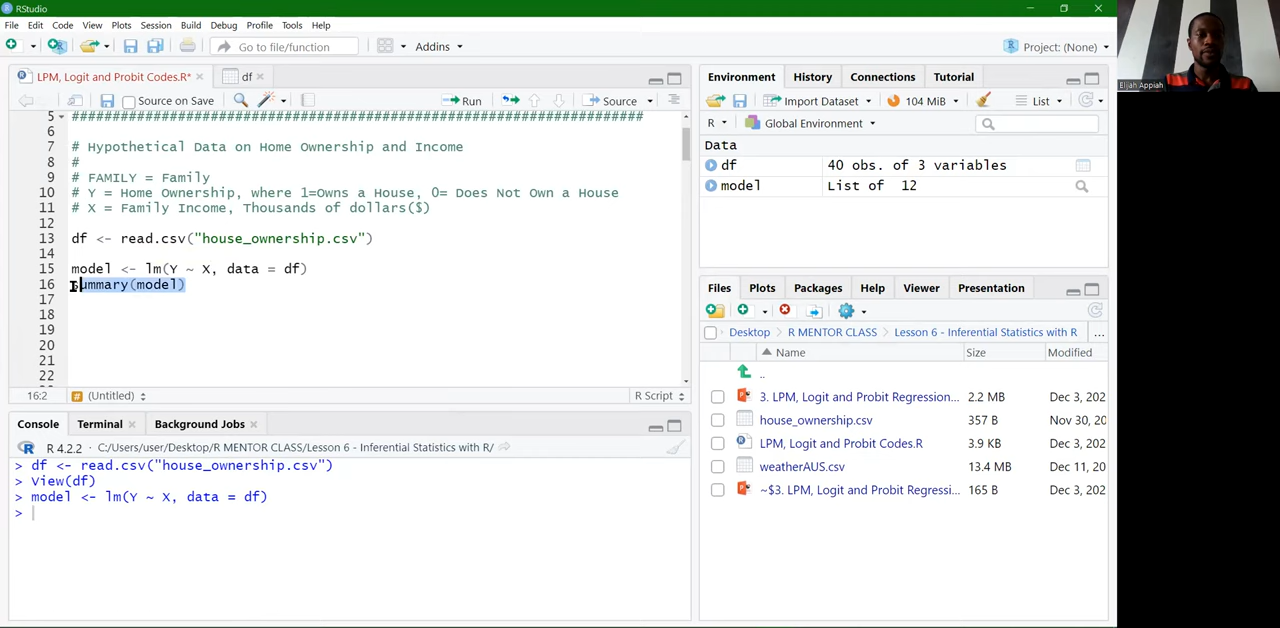 RStudio
File Edit Code View Plots Session Build Debug Profile Tools Help
Go to file/function Addins Project: (None)
LPM, Logit and Probit Codes.R* df
Source on Save Run Source
5 #####################################################################
6
7 # Hypothetical Data on Home Ownership and Income
8 #
9 # FAMILY = Family
10 # Y = Home Ownership, where 1=Owns a House, 0= Does Not Own a House
11 # X = Family Income, Thousands of dollars($)
12
13 df <- read.csv("house_ownership.csv")
14
15 model <- lm(Y ~ X, data = df)
16 summary(model)
17
18
19
20
21
22
16:2 (Untitled) R Script
Console Terminal Background Jobs
R 4.2.2 · C:/Users/user/Desktop/R MENTOR CLASS/Lesson 6 - Inferential Statistics with R/
> df <- read.csv("house_ownership.csv")
> View(df)
> model <- lm(Y ~ X, data = df)
>
Environment History Connections Tutorial
Import Dataset 104 MiB List
R Global Environment
Data
df 40 obs. of 3 variables
model List of 12
Files Plots Packages Help Viewer Presentation
Desktop R MENTOR CLASS Lesson 6 - Inferential Statistics with R ...
Name Size Modified
..
3. LPM, Logit and Probit Regression... 2.2 MB Dec 3, 202
house_ownership.csv 357 B Nov 30, 20
LPM, Logit and Probit Codes.R 3.9 KB Dec 3, 202
weatherAUS.csv 13.4 MB Dec 11, 20
~$3. LPM, Logit and Probit Regressi... 165 B Dec 3, 202
Elijah Appiah